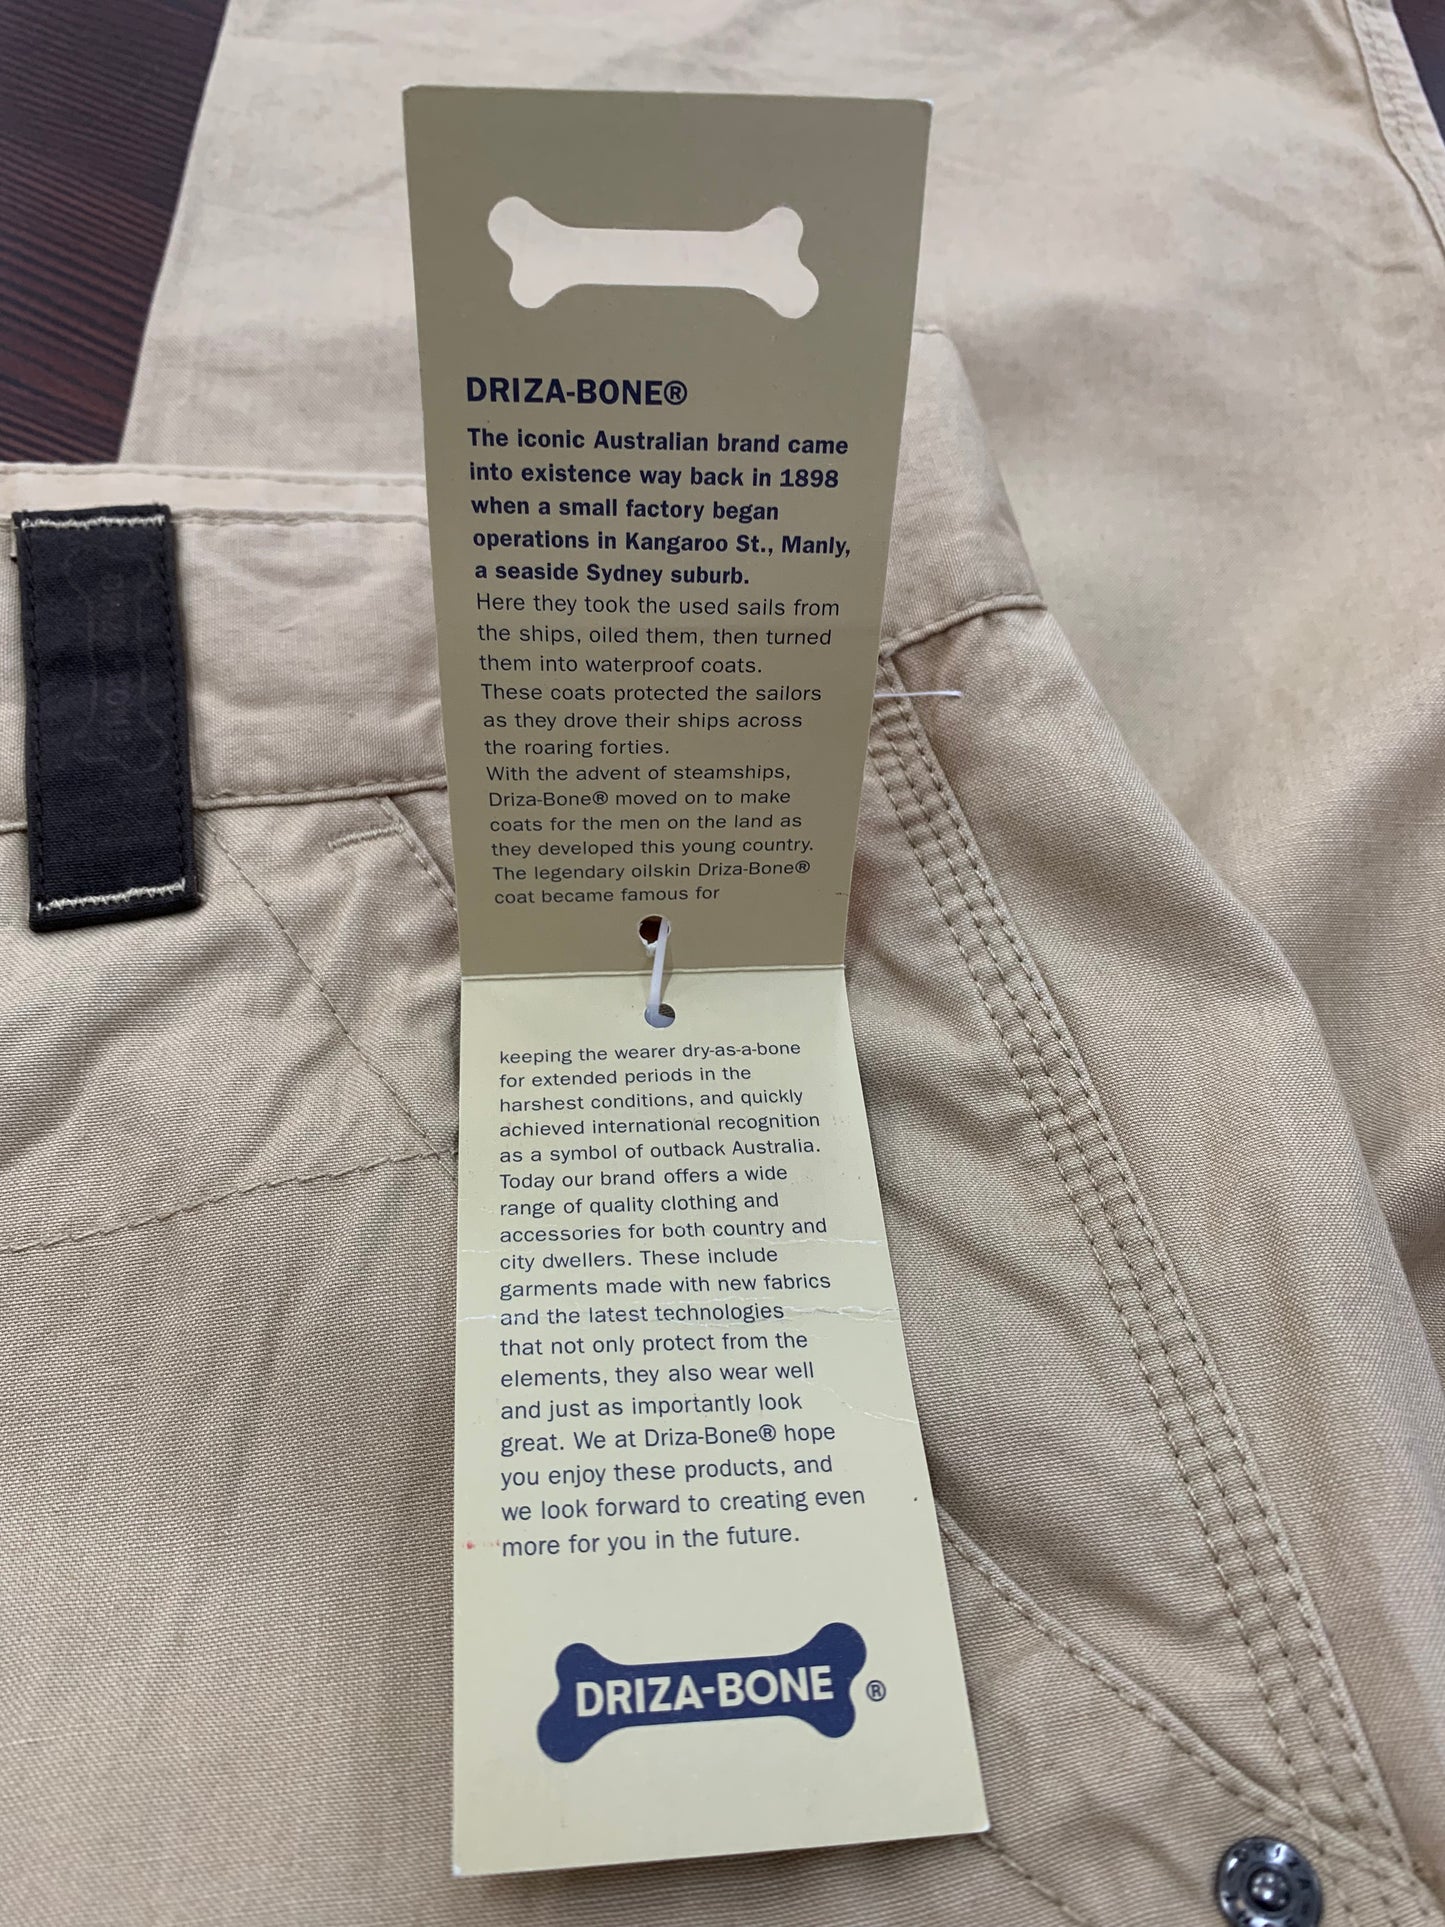 DRIZA-BONE®
The iconic Australian brand came
into existence way back in 1898
when a small factory began
operations in Kangaroo St., Manly,
a seaside Sydney suburb.
Here they took the used sails from
the ships, oiled them, then turned
them into waterproof coats.
These coats protected the sailors
as they drove their ships across
the roaring forties.
With the advent of steamships,
Driza-Bone® moved on to make
coats for the men on the land as
they developed this young country.
The legendary oilskin Driza-Bone®
coat became famous for
keeping the wearer dry-as-a-bone
for extended periods in the
harshest conditions, and quickly
achieved international recognition
as a symbol of outback Australia.
Today our brand offers a wide
range of quality clothing and
accessories for both country and
city dwellers. These include
garments made with new fabrics
and the latest technologies
that not only protect from the
elements, they also wear well
and just as importantly look
great. We at Driza-Bone® hope
you enjoy these products, and
we look forward to creating even
more for you in the future.
DRIZA-BONE®